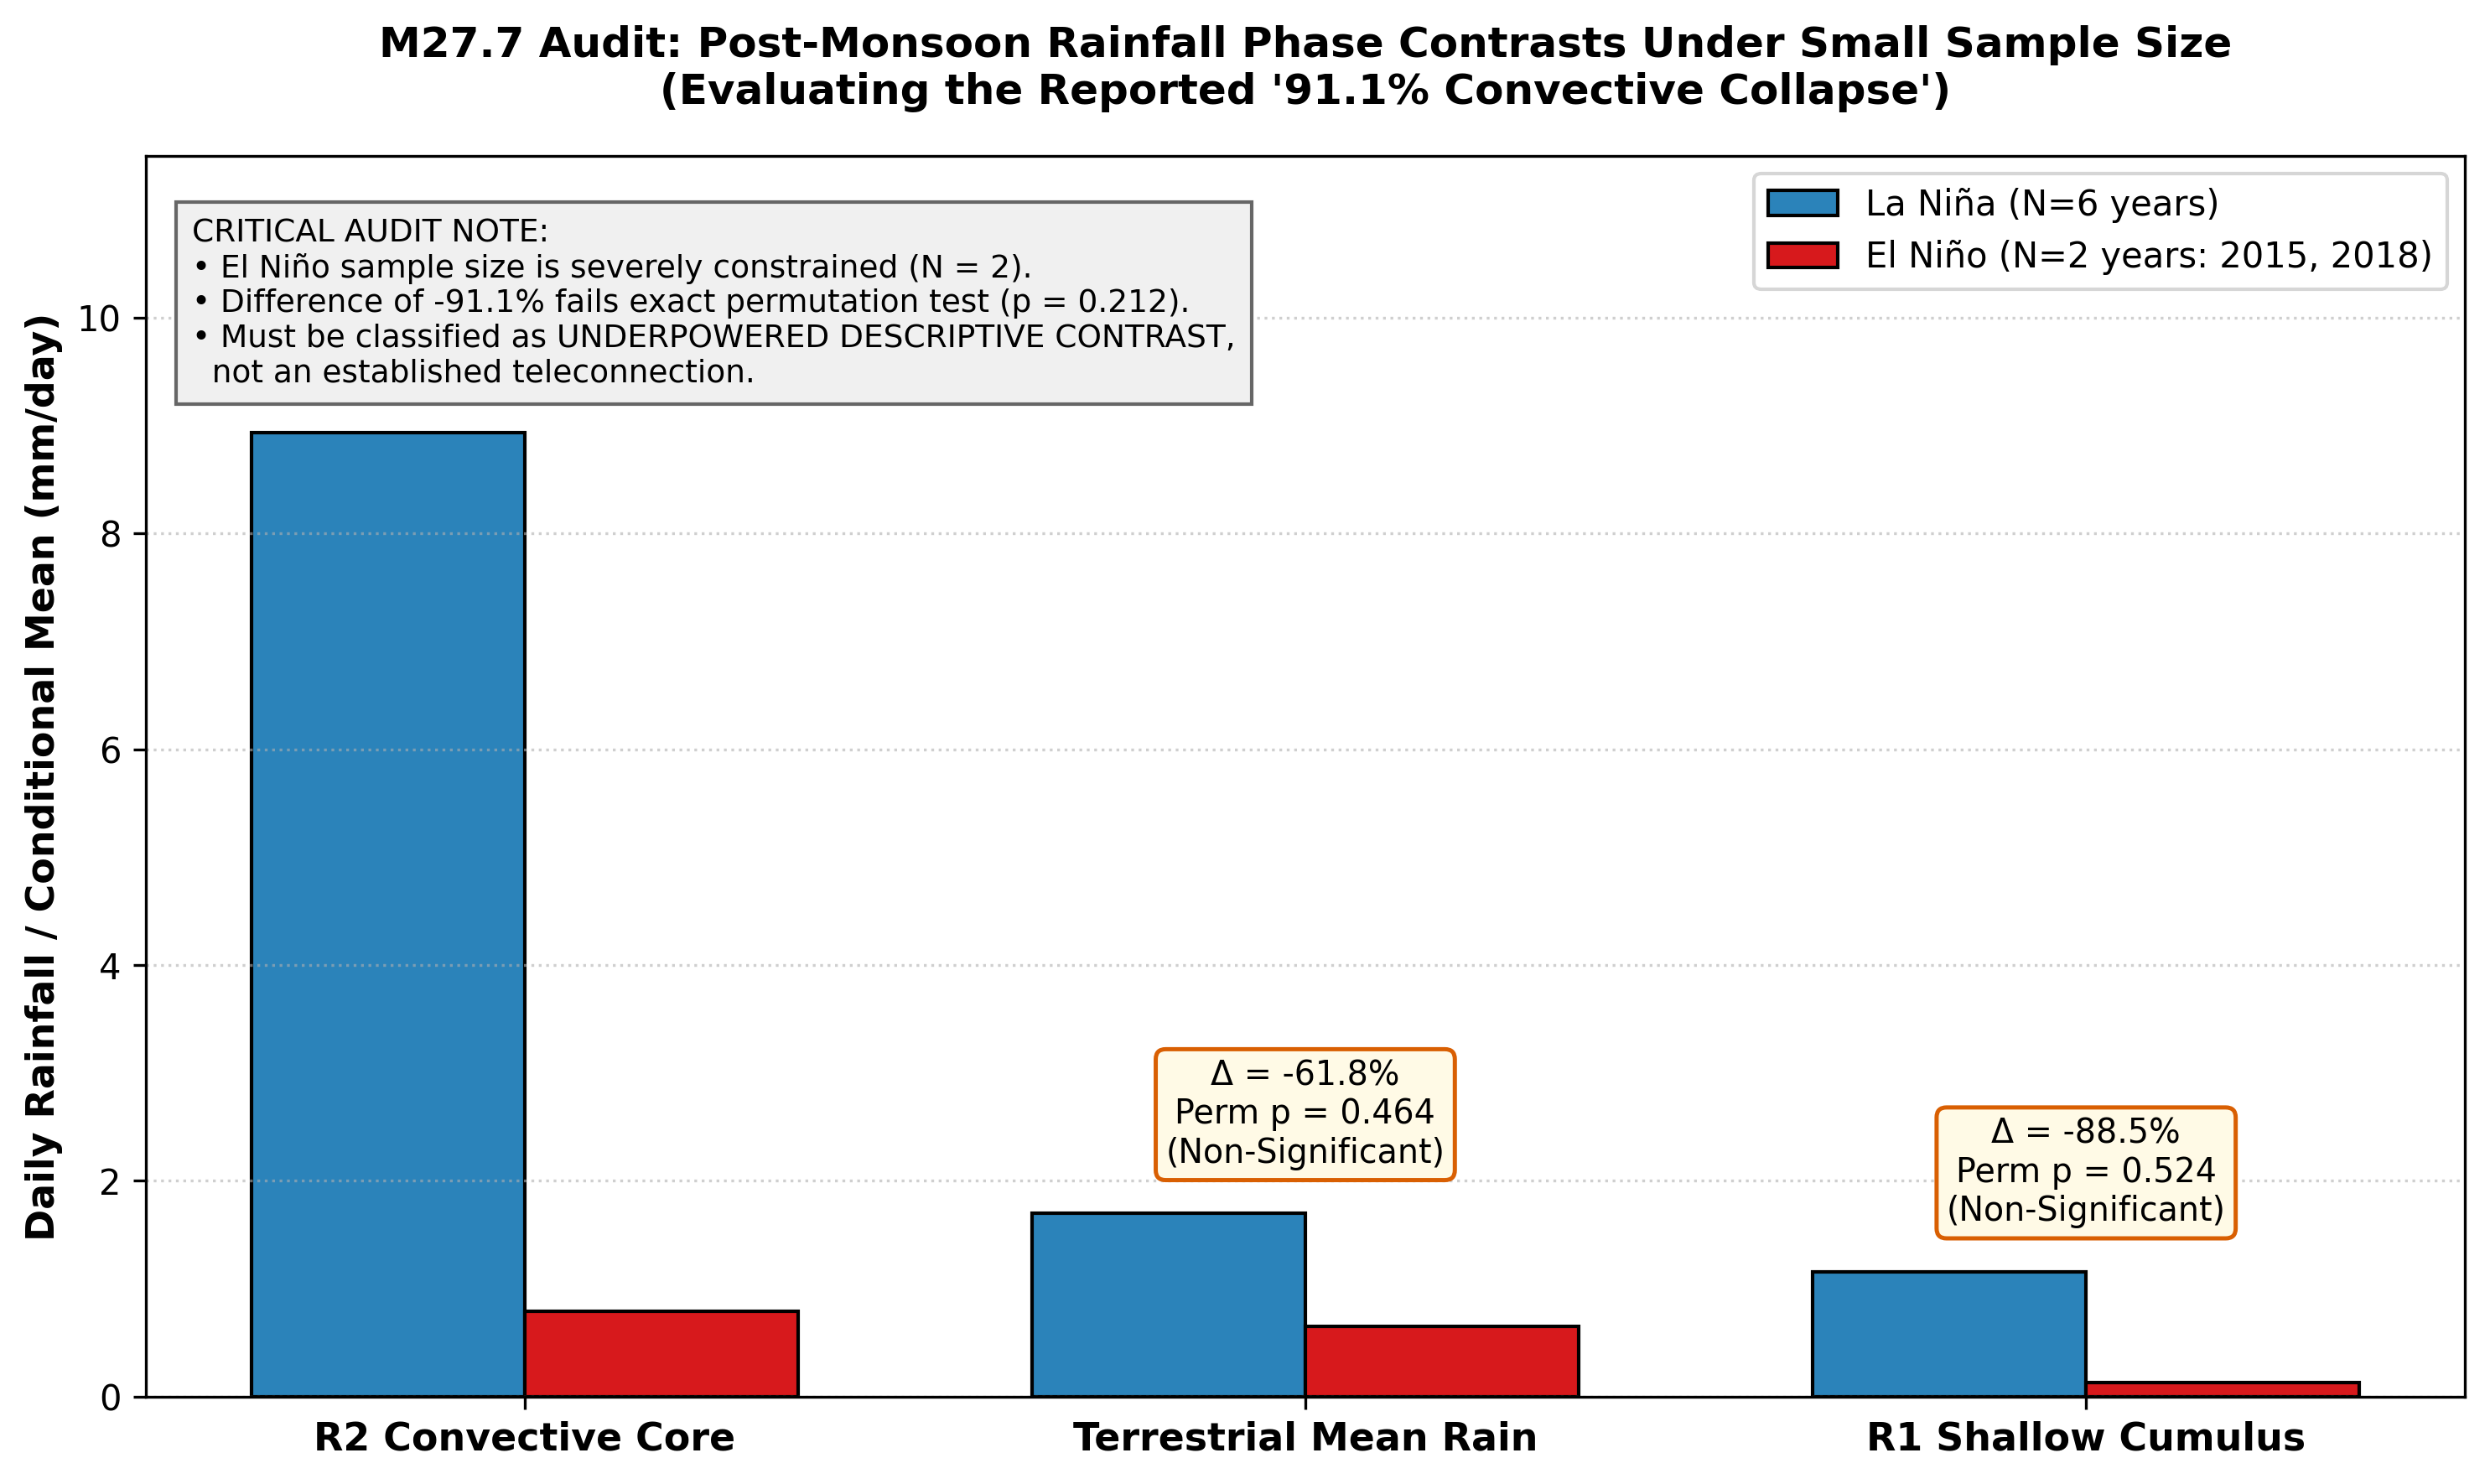 M27.7 Audit: Post-Monsoon Rainfall Phase Contrasts Under Small Sample Size
(Evaluating the Reported '91.1% Convective Collapse')
Daily Rainfall / Conditional Mean (mm/day)
10
8
6
4
2
0
CRITICAL AUDIT NOTE:
• El Niño sample size is severely constrained (N = 2).
• Difference of -91.1% fails exact permutation test (p = 0.212).
• Must be classified as UNDERPOWERED DESCRIPTIVE CONTRAST,
not an established teleconnection.
La Niña (N=6 years)
El Niño (N=2 years: 2015, 2018)
Δ = -61.8%
Perm p = 0.464
(Non-Significant)
Δ = -88.5%
Perm p = 0.524
(Non-Significant)
R2 Convective Core
Terrestrial Mean Rain
R1 Shallow Cumulus